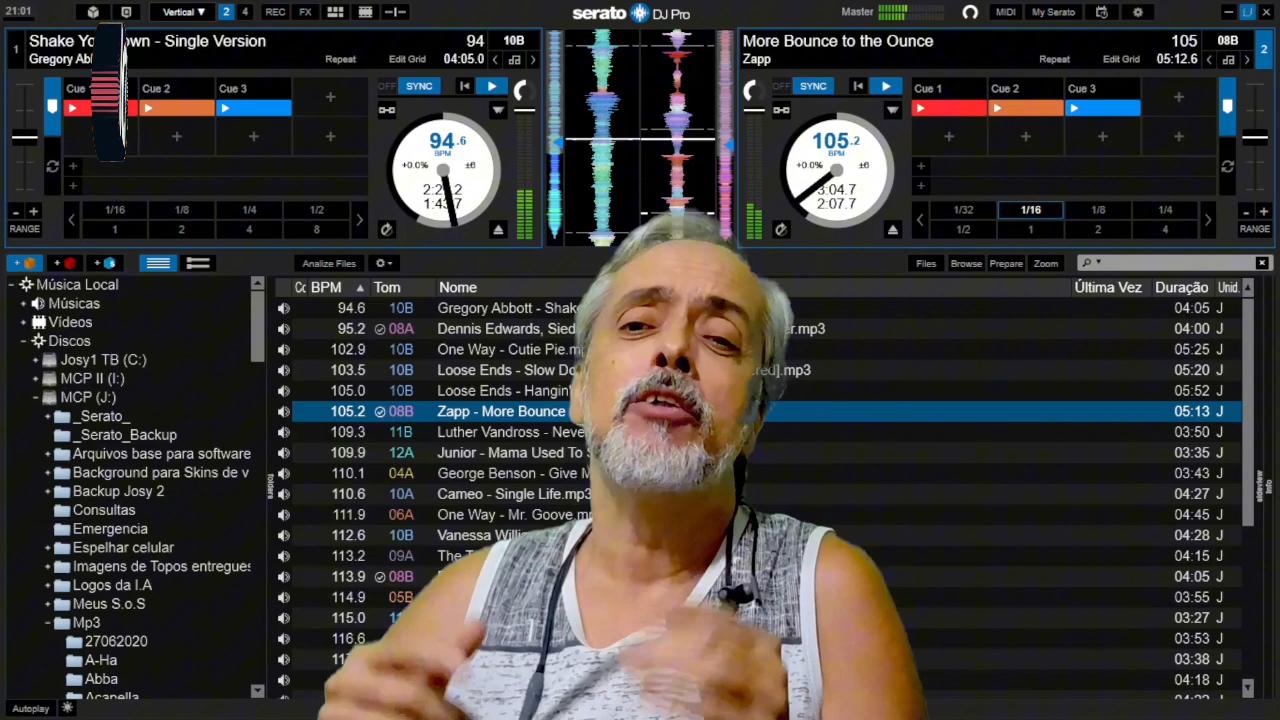 21:01
Vertical ▼
2 4
REC FX
serato DJ Pro
Master
MIDI My Serato
1
Shake Yo
wn - Single Version
94
10B
Gregory Abb
Repeat
Edit Grid
04:05.0
Cue
Cue 2
Cue 3
OFF SYNC
94.6
BPM
+0.0% ±6
1/16 1/8 1/4 1/2
1 2 4 8
RANGE
More Bounce to the Ounce
105
08B
2
Zapp
Repeat
Edit Grid
05:12.6
Cue 1
Cue 2
Cue 3
OFF SYNC
105.2
BPM
+0.0% ±6
3:04.7
2:07.7
1/32 1/16 1/8 1/4
1/2 1 2 4
RANGE
Analize Files
Files Browse Prepare Zoom
Música Local
Músicas
Vídeos
Discos
Josy1 TB (C:)
MCP II (I:)
MCP (J:)
_Serato_
_Serato_Backup
Arquivos base para software
Background para Skins de v
Backup Josy 2
Consultas
Emergencia
Espelhar celular
Imagens de Topos entregues
Logos da I.A
Meus S.o.S
Mp3
27062020
A-Ha
Abba
Acapella
Autoplay
folders
BPM Tom Nome Última Vez Duração Unid.
94.6 10B Gregory Abbott - Shak 04:05 J
95.2 08A Dennis Edwards, Sied r.mp3 04:00 J
102.9 10B One Way - Cutie Pie.m 05:25 J
103.5 10B Loose Ends - Slow Do red].mp3 05:20 J
105.0 10B Loose Ends - Hangin' 05:52 J
105.2 08B Zapp - More Bounce 05:13 J
109.3 11B Luther Vandross - Neve 03:50 J
109.9 12A Junior - Mama Used To 03:35 J
110.1 04A George Benson - Give M 03:43 J
110.6 10A Cameo - Single Life.mp3 04:27 J
111.9 06A One Way - Mr. Goove.mp3 04:45 J
112.6 10B Vanessa Willi 04:28 J
113.2 09A The T 04:15 J
113.9 08B 04:05 J
114.9 05B 03:55 J
115.0 03:27 J
116.6 03:53 J
03:38 J
04:18 J
sideview
info